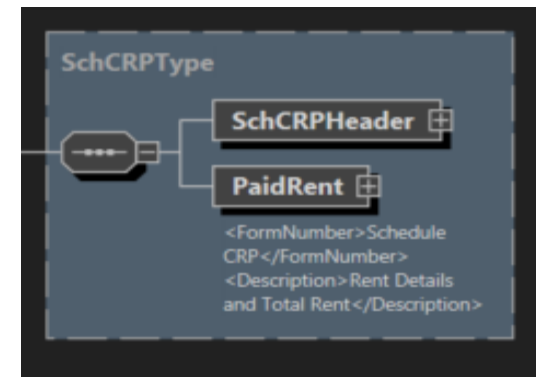 SchCRPType
SchCRPHeader
PaidRent
<FormNumber>Schedule
CRP</FormNumber>
<Description>Rent Details
and Total Rent</Description>